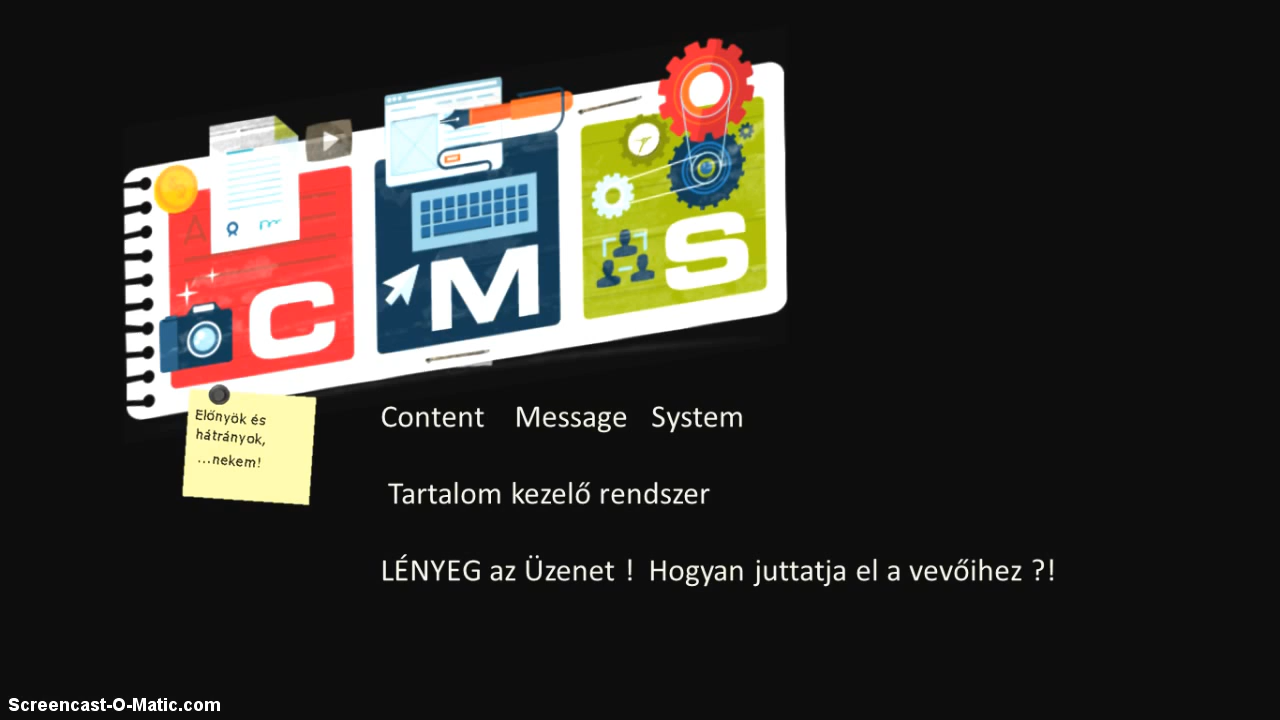 C M S
A
Előnyök és
hátrányok,
...nekem!
Content Message System
Tartalom kezelő rendszer
LÉNYEG az Üzenet ! Hogyan juttatja el a vevőihez ?!
Screencast-O-Matic.com